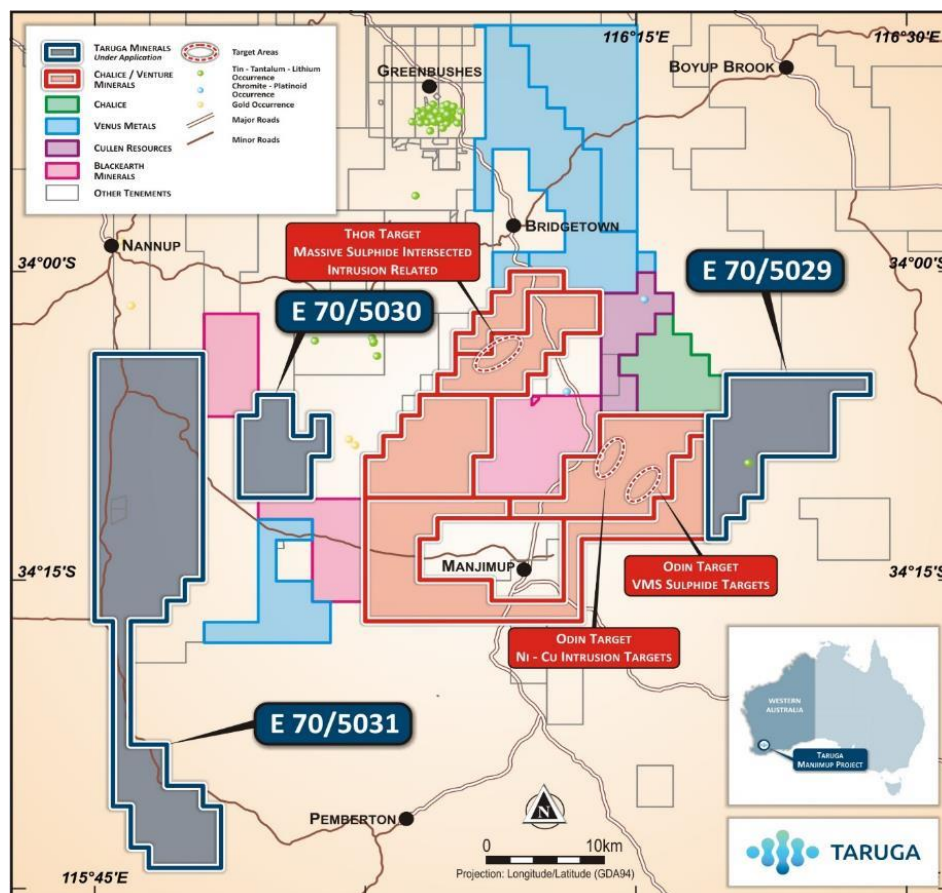 TARUGA MINERALS
Under Application
CHALICE / VENTURE
MINERALS
CHALICE
VENUS METALS
CULLEN RESOURCES
BLACKEARTH
MINERALS
OTHER TENEMENTS
Target Areas
Tin - Tantalum - Lithium
Occurrence
Chromite - Platinoid
Occurrence
Gold Occurrence
Major Roads
Minor Roads
116°15'E
116°30'E
GREENBUSHES
BOYUP BROOK
BRIDGETOWN
NANNUP
34°00'S
34°00'S
THOR TARGET
MASSIVE SULPHIDE INTERSECTED
INTRUSION RELATED
E 70/5029
E 70/5030
MANJIMUP
34°15'S
34°15'S
ODIN TARGET
VMS SULPHIDE TARGETS
ODIN TARGET
NI - CU INTRUSION TARGETS
E 70/5031
PEMBERTON
115°45'E
N
0
10km
Projection: Longitude/Latitude (GDA94)
WESTERN
AUSTRALIA
TARUGA
MANJIMUP PROJECT
TARUGA